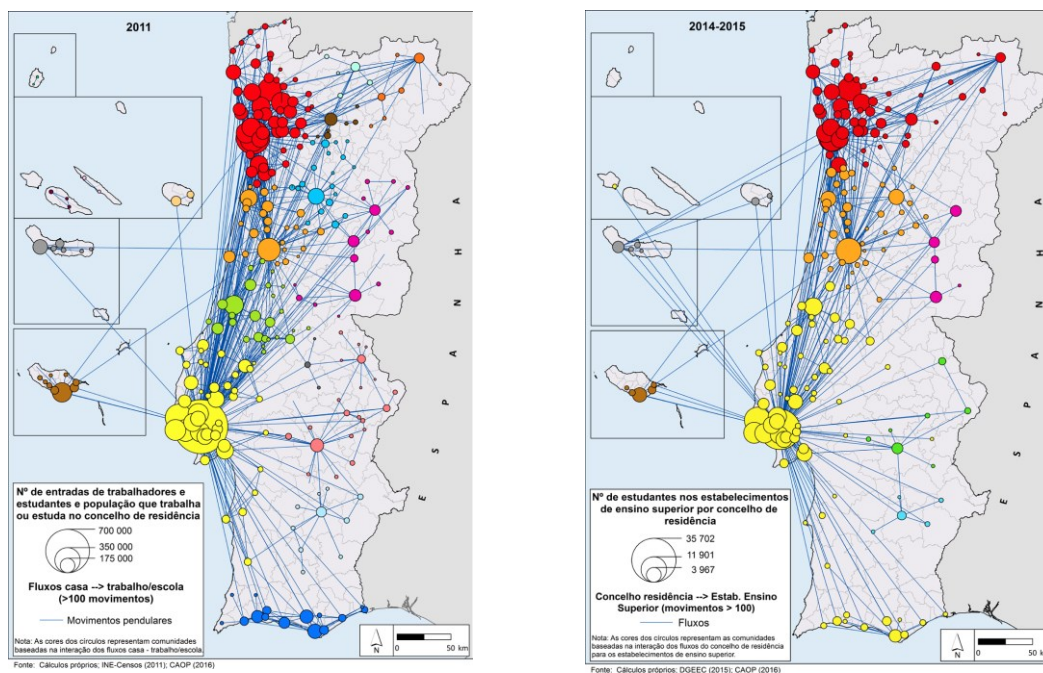 2011
A
H
N
A
P
S
E
Nº de entradas de trabalhadores e
estudantes e população que trabalha
ou estuda no concelho de residência
700 000
350 000
175 000
Fluxos casa --> trabalho/escola
(>100 movimentos)
Movimentos pendulares
Nota: As cores dos círculos representam comunidades
baseadas na interação dos fluxos casa - trabalho/escola.
N
0 50 km
Fonte: Cálculos próprios; INE-Censos (2011); CAOP (2016)
2014-2015
A
H
N
A
P
S
E
Nº de estudantes nos estabelecimentos
de ensino superior por concelho de
residência
35 702
11 901
3 967
Concelho residência --> Estab. Ensino
Superior (movimentos > 100)
Fluxos
Nota: As cores dos círculos representam as comunidades
baseadas na interação dos fluxos do concelho de residência
para os estabelecimentos de ensino superior.
N
0 50 km
Fonte: Cálculos próprios; DGEEC (2015); CAOP (2016)